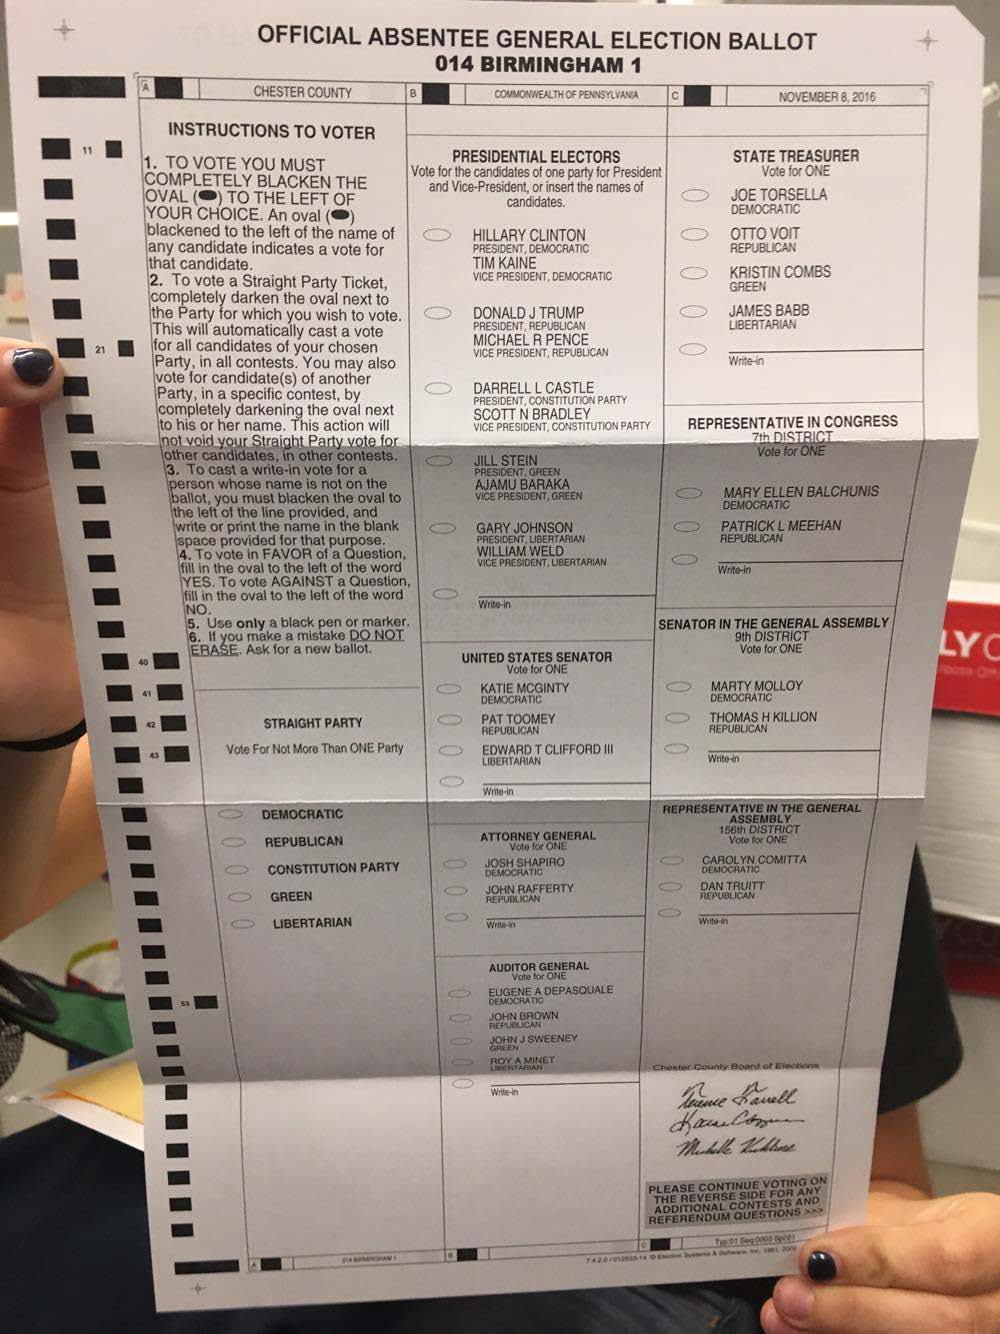 OFFICIAL ABSENTEE GENERAL ELECTION BALLOT
014 BIRMINGHAM 1
A
CHESTER COUNTY
B
COMMONWEALTH OF PENNSYLVANIA
C
NOVEMBER 8, 2016
11
21
40
41
42
43
53
INSTRUCTIONS TO VOTER
1. TO VOTE YOU MUST
COMPLETELY BLACKEN THE
OVAL ( ) TO THE LEFT OF
YOUR CHOICE. An oval ( )
blackened to the left of the name of
any candidate indicates a vote for
that candidate.
2. To vote a Straight Party Ticket,
completely darken the oval next to
the Party for which you wish to vote.
This will automatically cast a vote
for all candidates of your chosen
Party, in all contests. You may also
vote for candidate(s) of another
Party, in a specific contest, by
completely darkening the oval next
to his or her name. This action will
not void your Straight Party vote for
other candidates, in other contests.
3. To cast a write-in vote for a
person whose name is not on the
ballot, you must blacken the oval to
the left of the line provided, and
write or print the name in the blank
space provided for that purpose.
4. To vote in FAVOR of a Question,
fill in the oval to the left of the word
YES. To vote AGAINST a Question,
fill in the oval to the left of the word
NO.
5. Use only a black pen or marker.
6. If you make a mistake DO NOT
ERASE. Ask for a new ballot.
STRAIGHT PARTY
Vote For Not More Than ONE Party
DEMOCRATIC
REPUBLICAN
CONSTITUTION PARTY
GREEN
LIBERTARIAN
PRESIDENTIAL ELECTORS
Vote for the candidates of one party for President
and Vice-President, or insert the names of
candidates.
HILLARY CLINTON
PRESIDENT, DEMOCRATIC
TIM KAINE
VICE PRESIDENT, DEMOCRATIC
DONALD J TRUMP
PRESIDENT, REPUBLICAN
MICHAEL R PENCE
VICE PRESIDENT, REPUBLICAN
DARRELL L CASTLE
PRESIDENT, CONSTITUTION PARTY
SCOTT N BRADLEY
VICE PRESIDENT, CONSTITUTION PARTY
JILL STEIN
PRESIDENT, GREEN
AJAMU BARAKA
VICE PRESIDENT, GREEN
GARY JOHNSON
PRESIDENT, LIBERTARIAN
WILLIAM WELD
VICE PRESIDENT, LIBERTARIAN
Write-in
UNITED STATES SENATOR
Vote for ONE
KATIE MCGINTY
DEMOCRATIC
PAT TOOMEY
REPUBLICAN
EDWARD T CLIFFORD III
LIBERTARIAN
Write-in
ATTORNEY GENERAL
Vote for ONE
JOSH SHAPIRO
DEMOCRATIC
JOHN RAFFERTY
REPUBLICAN
Write-in
AUDITOR GENERAL
Vote for ONE
EUGENE A DEPASQUALE
DEMOCRATIC
JOHN BROWN
REPUBLICAN
JOHN J SWEENEY
GREEN
ROY A MINET
LIBERTARIAN
Write-in
STATE TREASURER
Vote for ONE
JOE TORSELLA
DEMOCRATIC
OTTO VOIT
REPUBLICAN
KRISTIN COMBS
GREEN
JAMES BABB
LIBERTARIAN
Write-in
REPRESENTATIVE IN CONGRESS
7th DISTRICT
Vote for ONE
MARY ELLEN BALCHUNIS
DEMOCRATIC
PATRICK L MEEHAN
REPUBLICAN
Write-in
SENATOR IN THE GENERAL ASSEMBLY
9th DISTRICT
Vote for ONE
MARTY MOLLOY
DEMOCRATIC
THOMAS H KILLION
REPUBLICAN
Write-in
REPRESENTATIVE IN THE GENERAL
ASSEMBLY
156th DISTRICT
Vote for ONE
CAROLYN COMITTA
DEMOCRATIC
DAN TRUITT
REPUBLICAN
Write-in
Chester County Board of Elections
Michelle
PLEASE CONTINUE VOTING ON
THE REVERSE SIDE FOR ANY
ADDITIONAL CONTESTS AND
REFERENDUM QUESTIONS >>>
A
014 BIRMINGHAM 1
B
C
Typ:01 Seq:0003 Spl:01
© Election Systems & Software, Inc. 1981,
LY